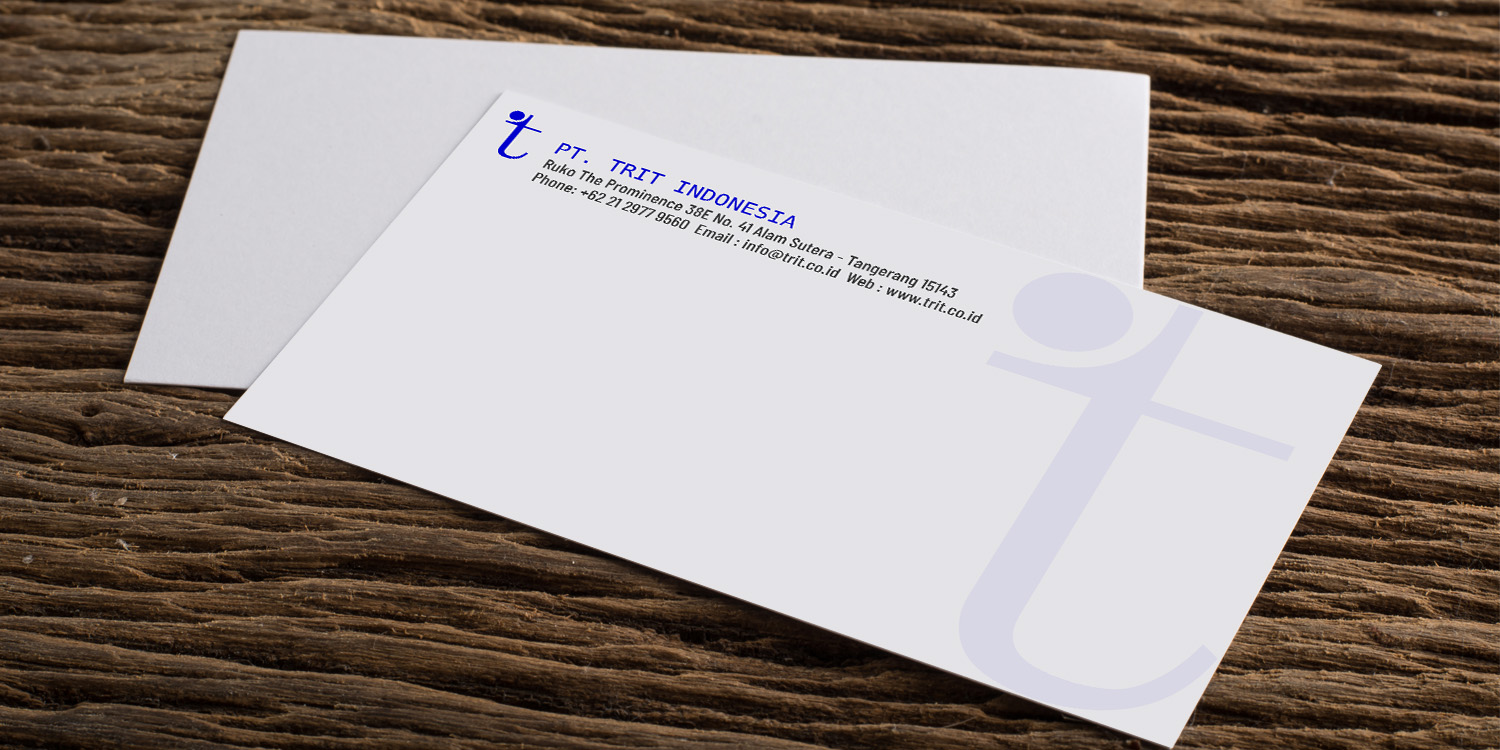 t
PT. TRIT INDONESIA
Ruko The Prominence 38E No. 41 Alam Sutera - Tangerang 15143
Phone: +62 21 2977 9560 Email : info@trit.co.id Web : www.trit.co.id
t